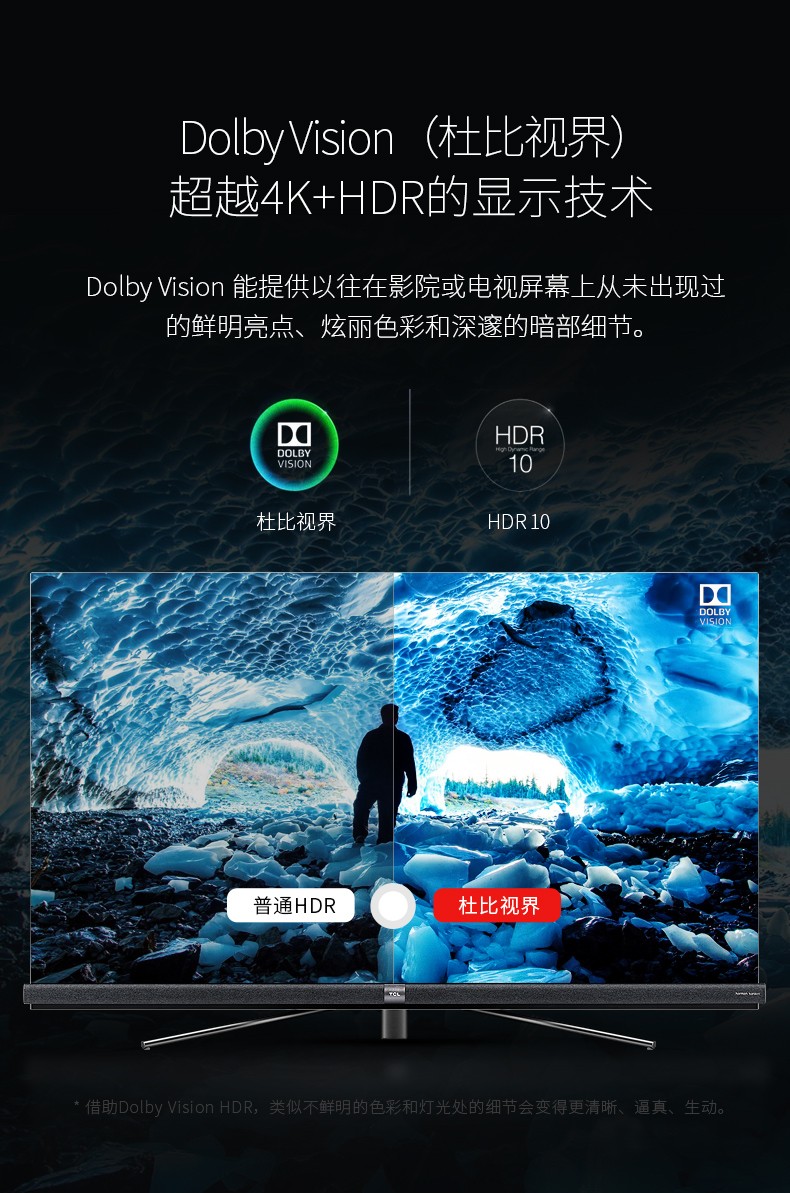 Dolby Vision（杜比视界）
超越4K+HDR的显示技术
Dolby Vision 能提供以往在影院或电视屏幕上从未出现过
的鲜明亮点、炫丽色彩和深邃的暗部细节。
DOLBY
VISION
HDR
High Dynamic Range
10
杜比视界
HDR 10
DOLBY
VISION
普通HDR
杜比视界
TCL
* 借助Dolby Vision HDR，类似不鲜明的色彩和灯光处的细节会变得更清晰、逼真、生动。